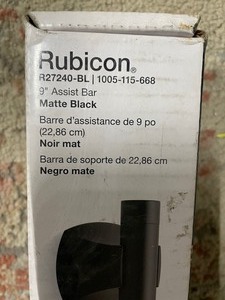 Rubicon®
R27240-BL | 1005-115-668
9" Assist Bar
Matte Black
Barre d'assistance de 9 po
(22,86 cm)
Noir mat
Barra de soporte de 22,86 cm
Negro mate